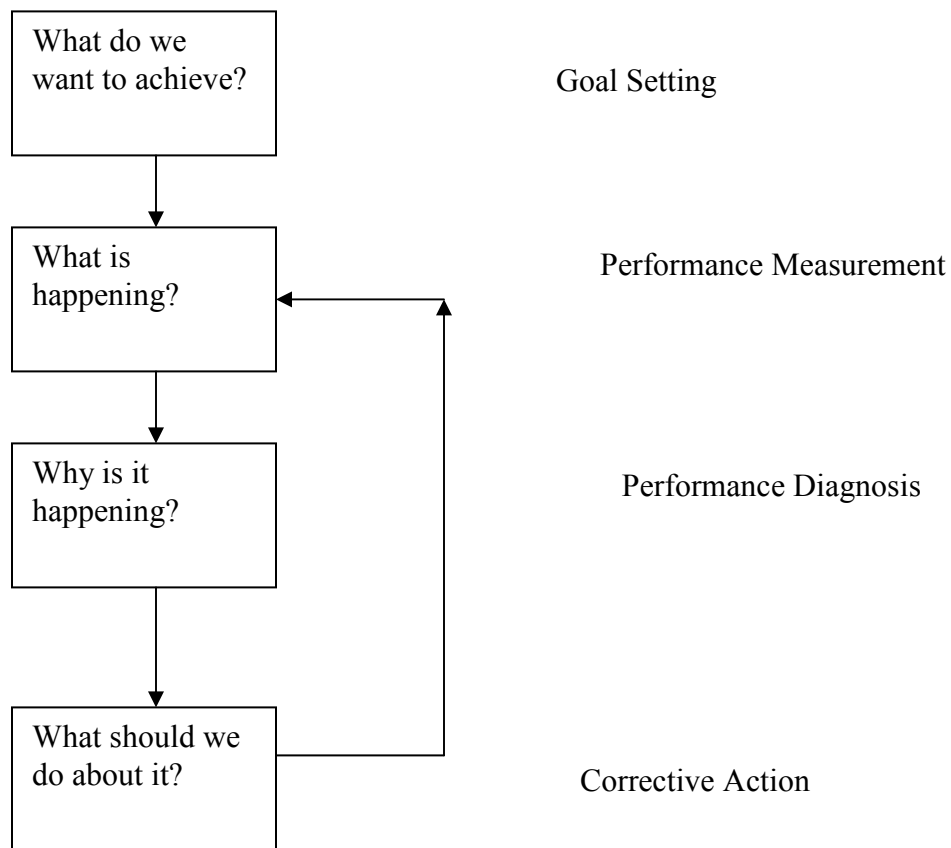 What do we
want to achieve?
Goal Setting
What is
happening?
Performance Measurement
Why is it
happening?
Performance Diagnosis
What should we
do about it?
Corrective Action